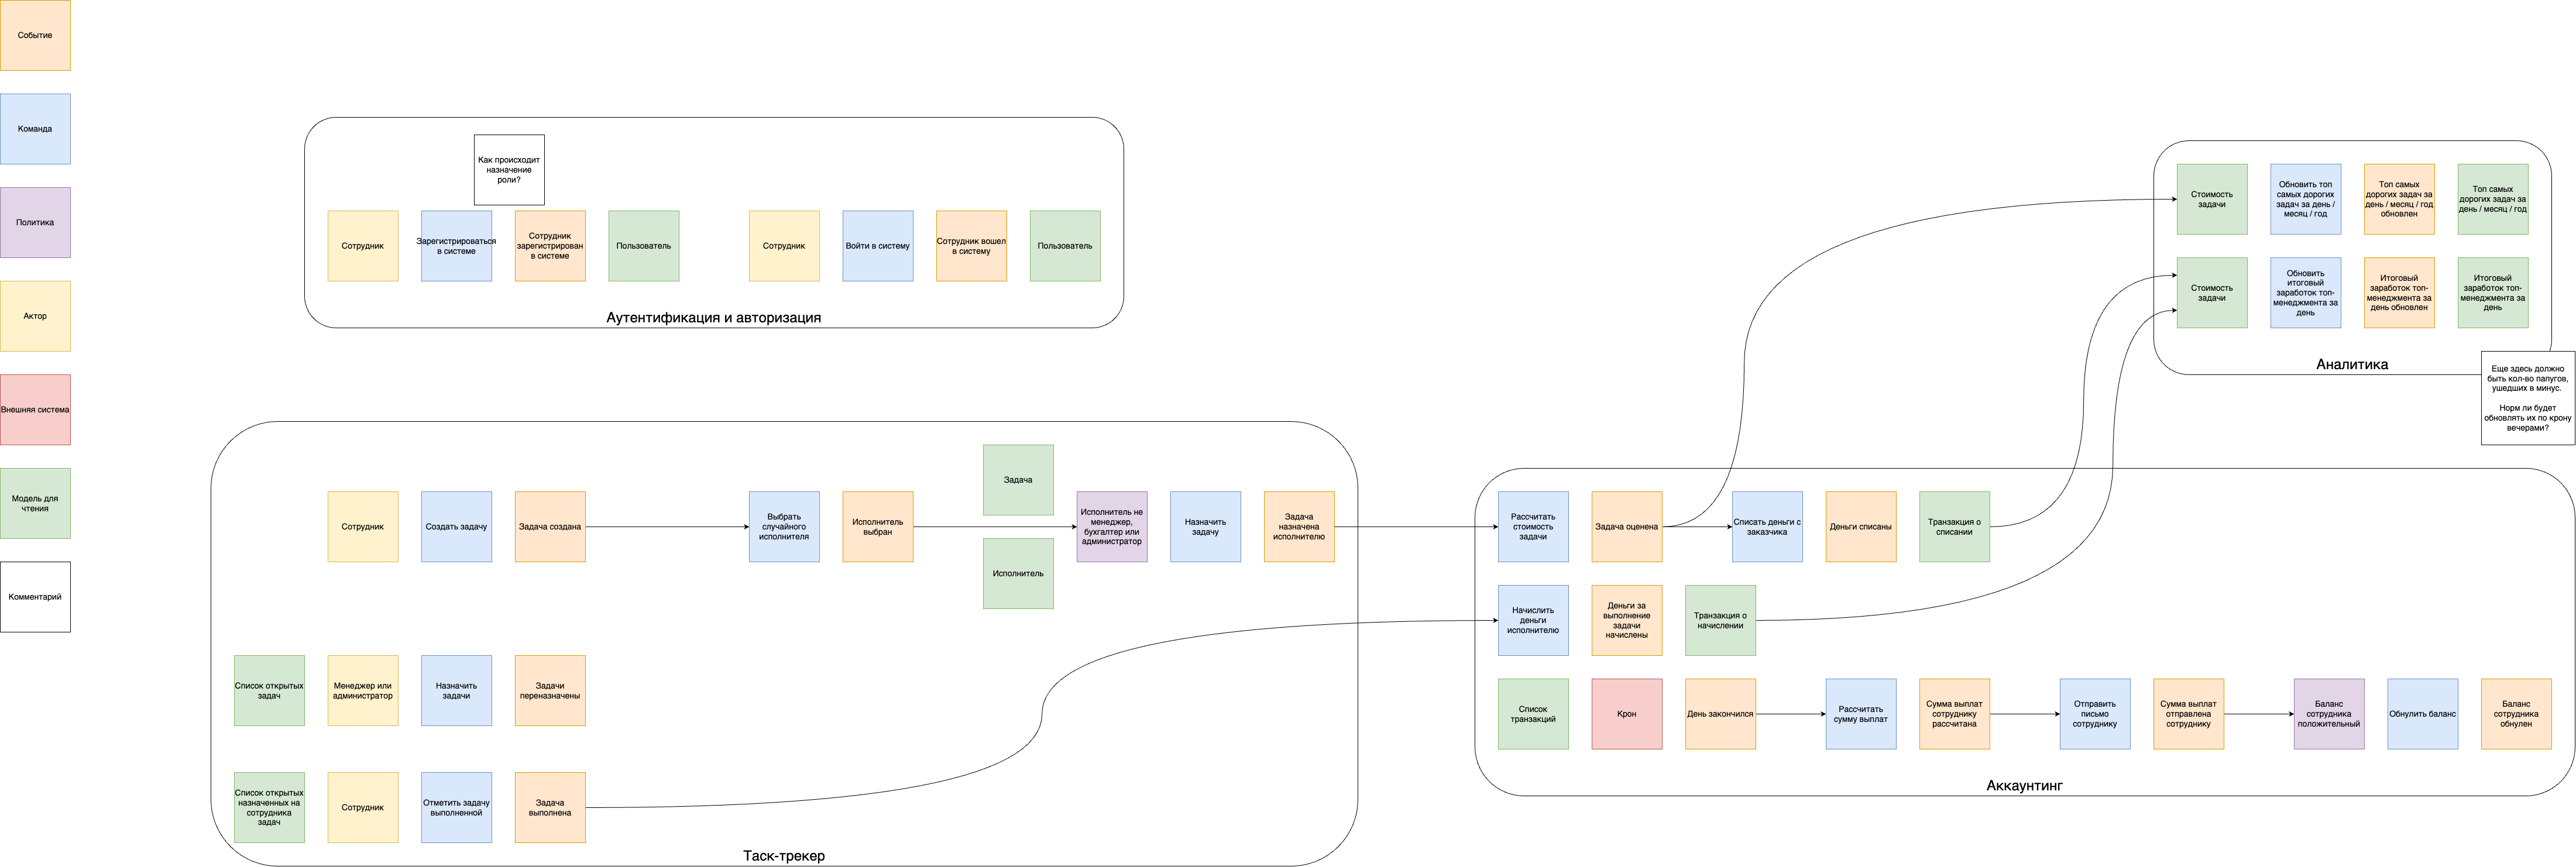 Событие
Команда
Политика
Актор
Внешняя система
Модель для
чтения
Комментарий
Как происходит
назначение
роли?
Сотрудник
Зарегистрироваться
в системе
Сотрудник
зарегистрирован
в системе
Пользователь
Сотрудник
Войти в систему
Сотрудник вошел
в систему
Пользователь
Аутентификация и авторизация
Стоимость
задачи
Обновить топ
самых дорогих
задач за день /
месяц / год
Топ самых
дорогих задач за
день / месяц / год
обновлен
Топ самых
дорогих задач за
день / месяц / год
Стоимость
задачи
Обновить
итоговый
заработок топ-
менеджмента за
день
Итоговый
заработок топ-
менеджмента за
день обновлен
Итоговый
заработок топ-
менеджмента за
день
Аналитика
Еще здесь должно
быть кол-во папугов,
ушедших в минус.
Норм ли будет
обновлять их по крону
вечерами?
Сотрудник
Создать задачу
Задача создана
Выбрать
случайного
исполнителя
Исполнитель
выбран
Задача
Исполнитель
Исполнитель не
менеджер,
бухгалтер или
администратор
Назначить
задачу
Задача
назначена
исполнителю
Список открытых
задач
Менеджер или
администратор
Назначить
задачи
Задачи
переназначены
Список открытых
назначенных на
сотрудника
задач
Сотрудник
Отметить задачу
выполненной
Задача
выполнена
Таск-трекер
Рассчитать
стоимость
задачи
Задача оценена
Списать деньги с
заказчика
Деньги списаны
Транзакция о
списании
Начислить
деньги
исполнителю
Деньги за
выполнение
задачи
начислены
Транзакция о
начислении
Список
транзакций
Крон
День закончился
Рассчитать
сумму выплат
Сумма выплат
сотруднику
рассчитана
Отправить
письмо
сотруднику
Сумма выплат
отправлена
сотруднику
Баланс
сотрудника
положительный
Обнулить баланс
Баланс
сотрудника
обнулен
Аккаунтинг